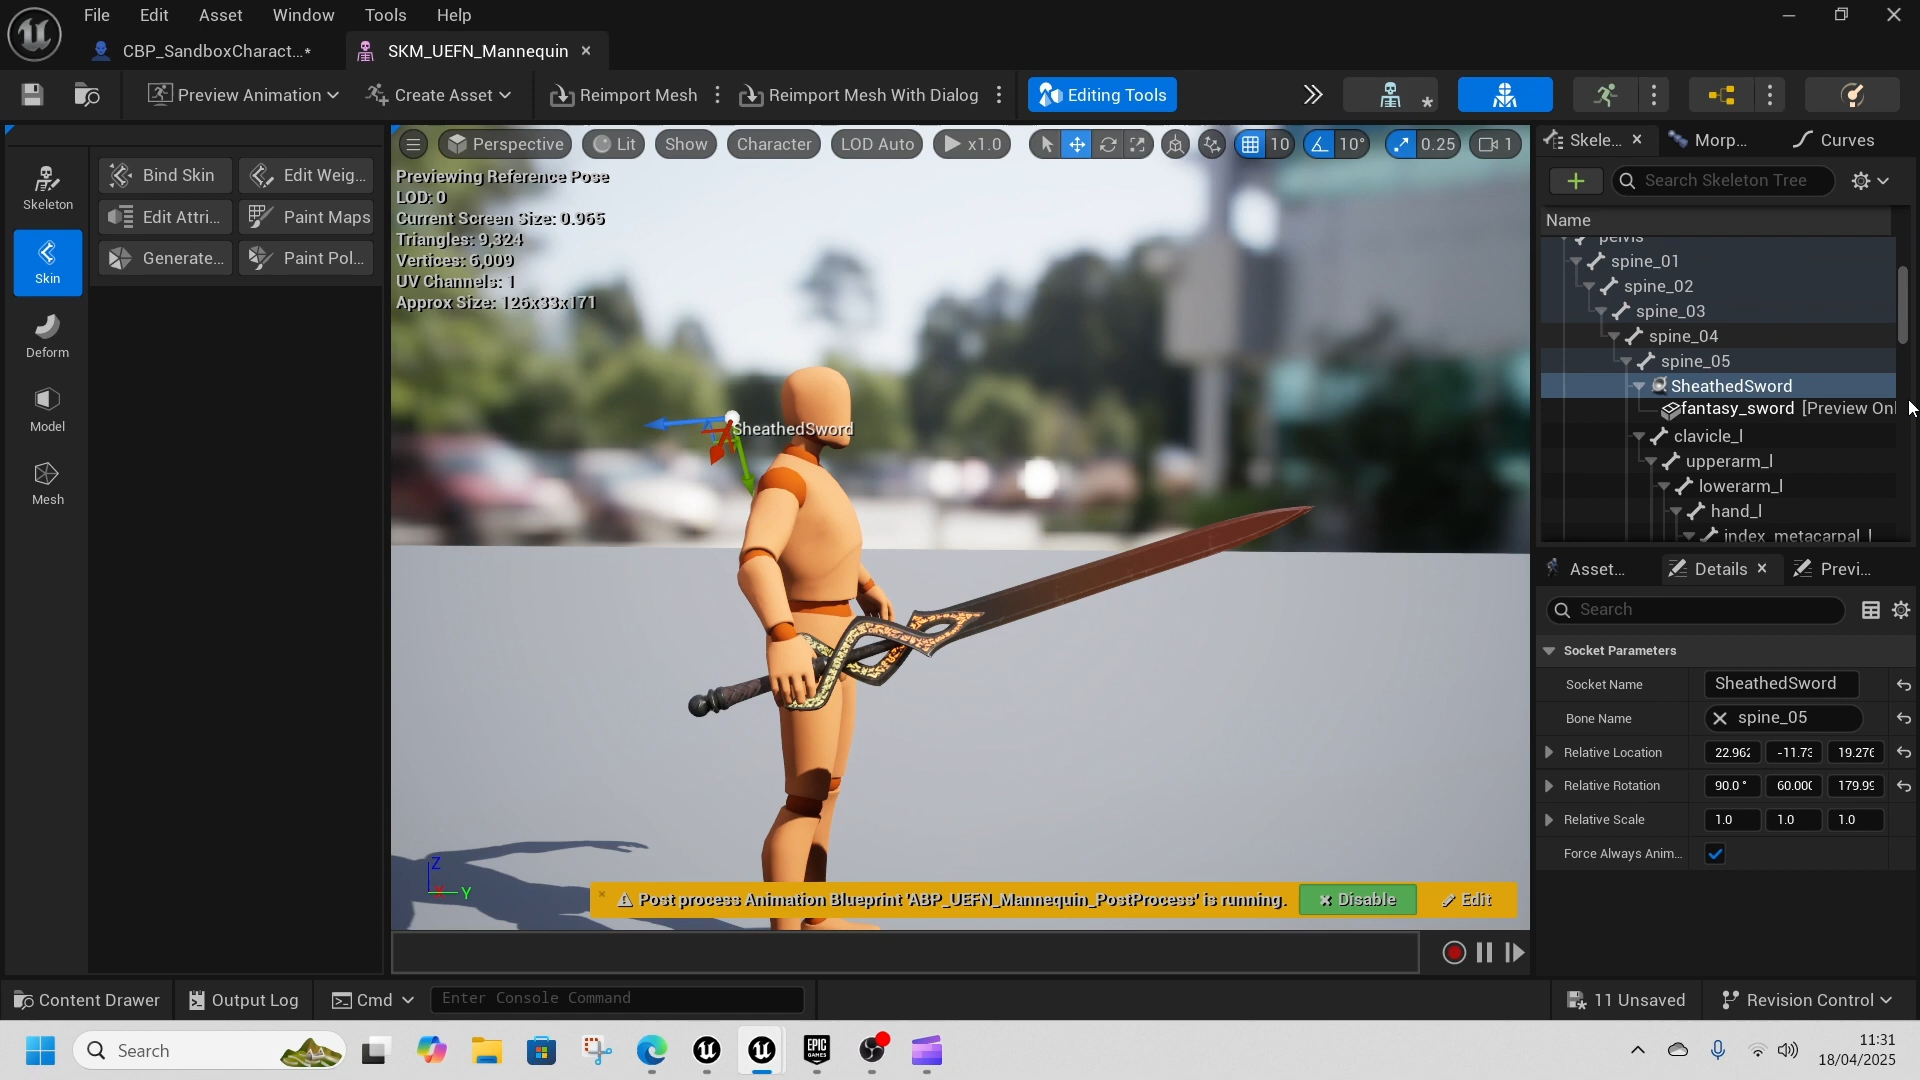 File Edit Asset Window Tools Help
CBP_SandboxCharact...•
SKM_UEFN_Mannequin
Preview Animation
Create Asset
Reimport Mesh
Reimport Mesh With Dialog
Editing Tools
Skele...
Morp...
Curves
Skeleton
Skin
Deform
Model
Mesh
Bind Skin
Edit Weig...
Edit Attri...
Paint Maps
Generate...
Paint Pol...
Perspective
Lit
Show
Character
LOD Auto
x1.0
10
10°
0.25
1
Previewing Reference Pose
LOD: 0
Current Screen Size: 0.965
Triangles: 9,324
Vertices: 6,009
UV Channels: 1
Approx Size: 126x33x171
SheathedSword
Z
X
Y
Post process Animation Blueprint 'ABP_UEFN_Mannequin_PostProcess' is running.
Disable
Edit
Search Skeleton Tree
Name
pelvis
spine_01
spine_02
spine_03
spine_04
spine_05
SheathedSword
fantasy_sword [Preview Onl
clavicle_l
upperarm_l
lowerarm_l
hand_l
index_metacarpal_l
Asset...
Details
Previ...
Search
Socket Parameters
Socket Name SheathedSword
Bone Name spine_05
Relative Location 22.962 -11.73 19.276
Relative Rotation 90.0 ° 60.000 179.99
Relative Scale 1.0 1.0 1.0
Force Always Anim...
Content Drawer
Output Log
Cmd
Enter Console Command
11 Unsaved
Revision Control
Search
EPIC GAMES
11:31
18/04/2025